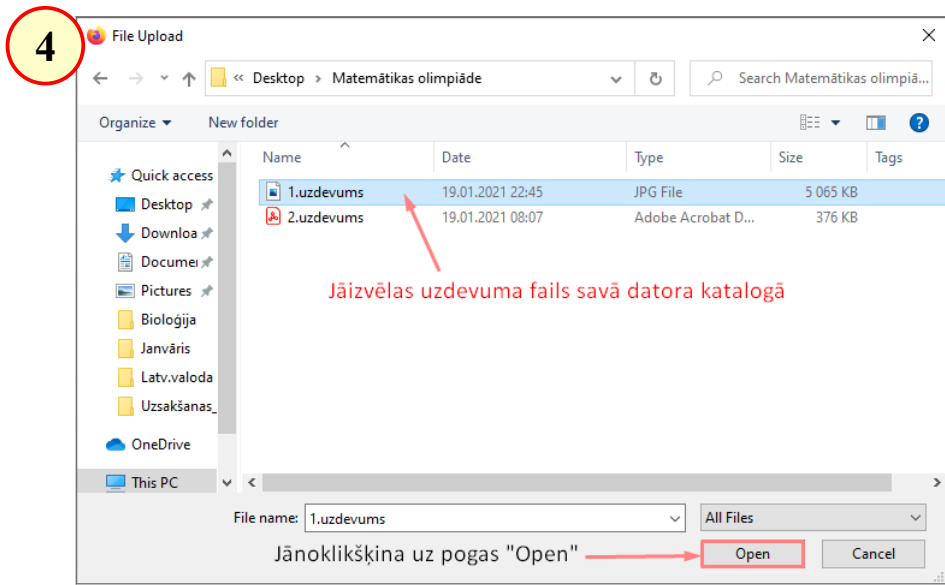 4
File Upload
« Desktop › Matemātikas olimpiāde
Search Matemātikas olimpiā...
Organize
New folder
?
Name Date Type Size Tags
1.uzdevums 19.01.2021 22:45 JPG File 5 065 KB
2.uzdevums 19.01.2021 08:07 Adobe Acrobat D... 376 KB
Quick access
Desktop
Downloa
Documer
Pictures
Bioloģija
Janvāris
Latv.valoda
Uzsakšanas_
OneDrive
This PC
Jāizvēlas uzdevuma fails savā datora katalogā
File name: 1.uzdevums All Files
Jānoklikšķina uz pogas "Open" Open Cancel